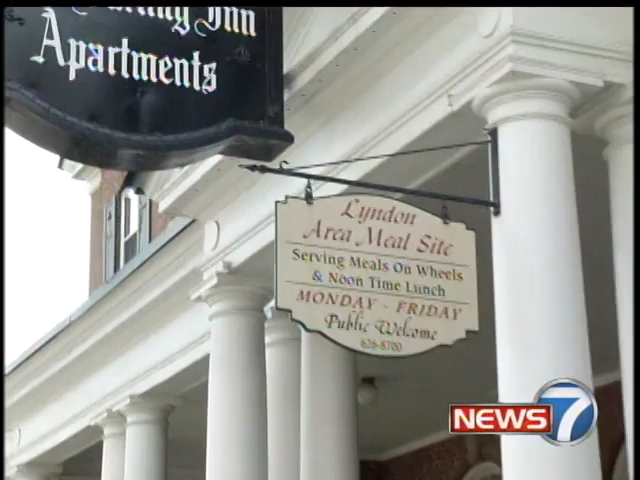 Inn
Apartments
Lyndon
Area Meal Site
Serving Meals On Wheels
& Noon Time Lunch
MONDAY - FRIDAY
Public Welcome
626-8700
NEWS 7